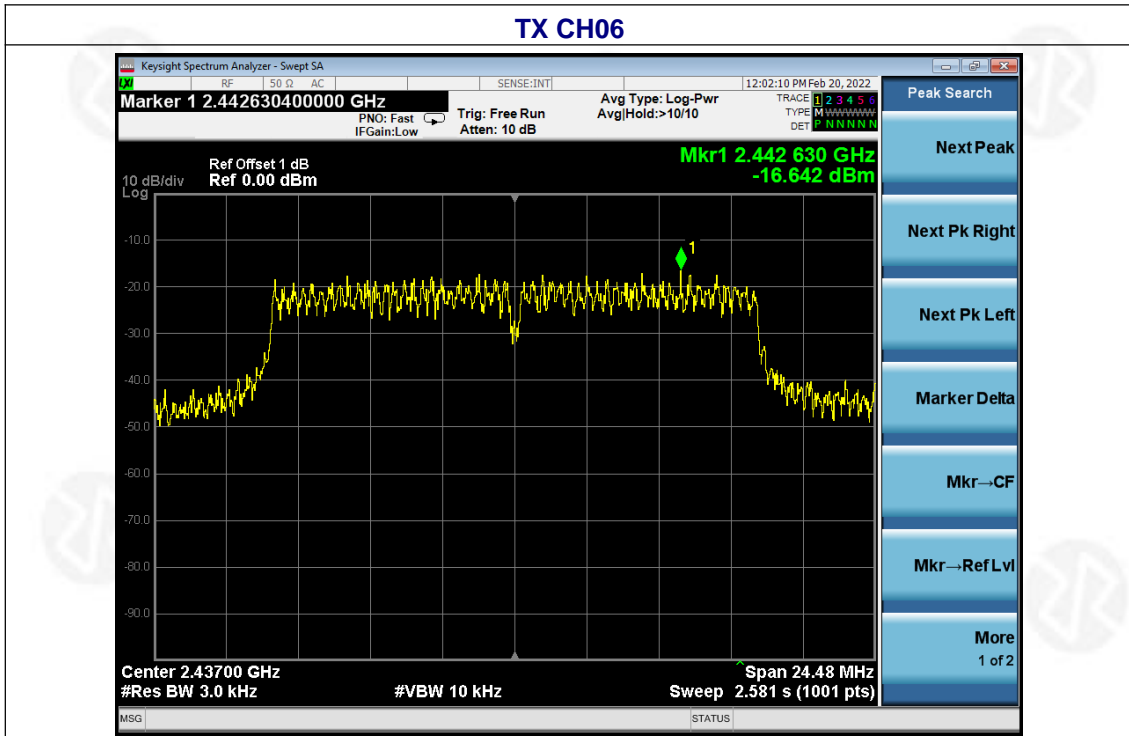 TX CH06
Keysight Spectrum Analyzer - Swept SA
LXI RF 50 Ω AC SENSE:INT 12:02:10 PM Feb 20, 2022
Marker 1 2.442630400000 GHz
PNO: Fast
IFGain:Low
Trig: Free Run
Atten: 10 dB
Avg Type: Log-Pwr
Avg|Hold:>10/10
TRACE 1 2 3 4 5 6
TYPE M WWWWW
DET P N N N N N
Peak Search
Mkr1 2.442 630 GHz
-16.642 dBm
Ref Offset 1 dB
10 dB/div Ref 0.00 dBm
Log
1
-10.0
-20.0
-30.0
-40.0
-50.0
-60.0
-70.0
-80.0
-90.0
Next Peak
Next Pk Right
Next Pk Left
Marker Delta
Mkr→CF
Mkr→Ref Lvl
More
1 of 2
Center 2.43700 GHz Span 24.48 MHz
#Res BW 3.0 kHz #VBW 10 kHz Sweep 2.581 s (1001 pts)
MSG STATUS